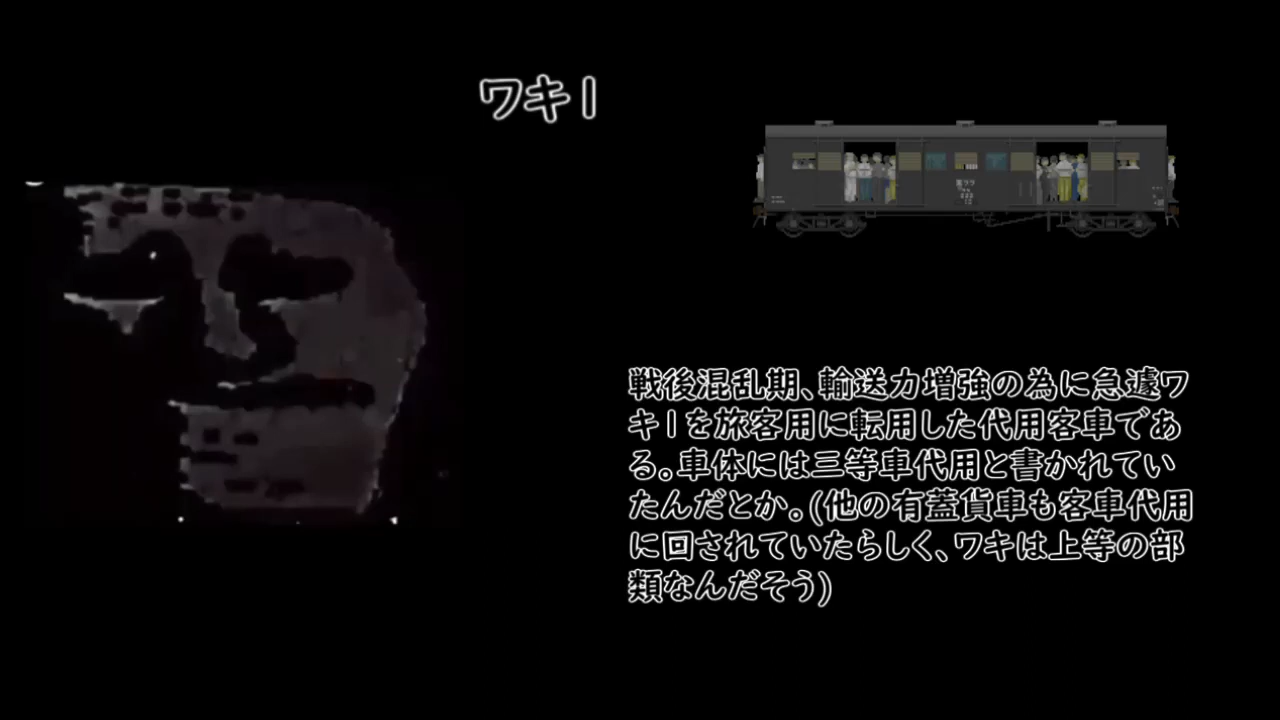 ワキ1
戦後混乱期、輸送力増強の為に急遽ワ
キ1を旅客用に転用した代用客車であ
る。車体には三等車代用と書かれてい
たんだとか。(他の有蓋貨車も客車代用
に回されていたらしく、ワキは上等の部
類なんだそう)